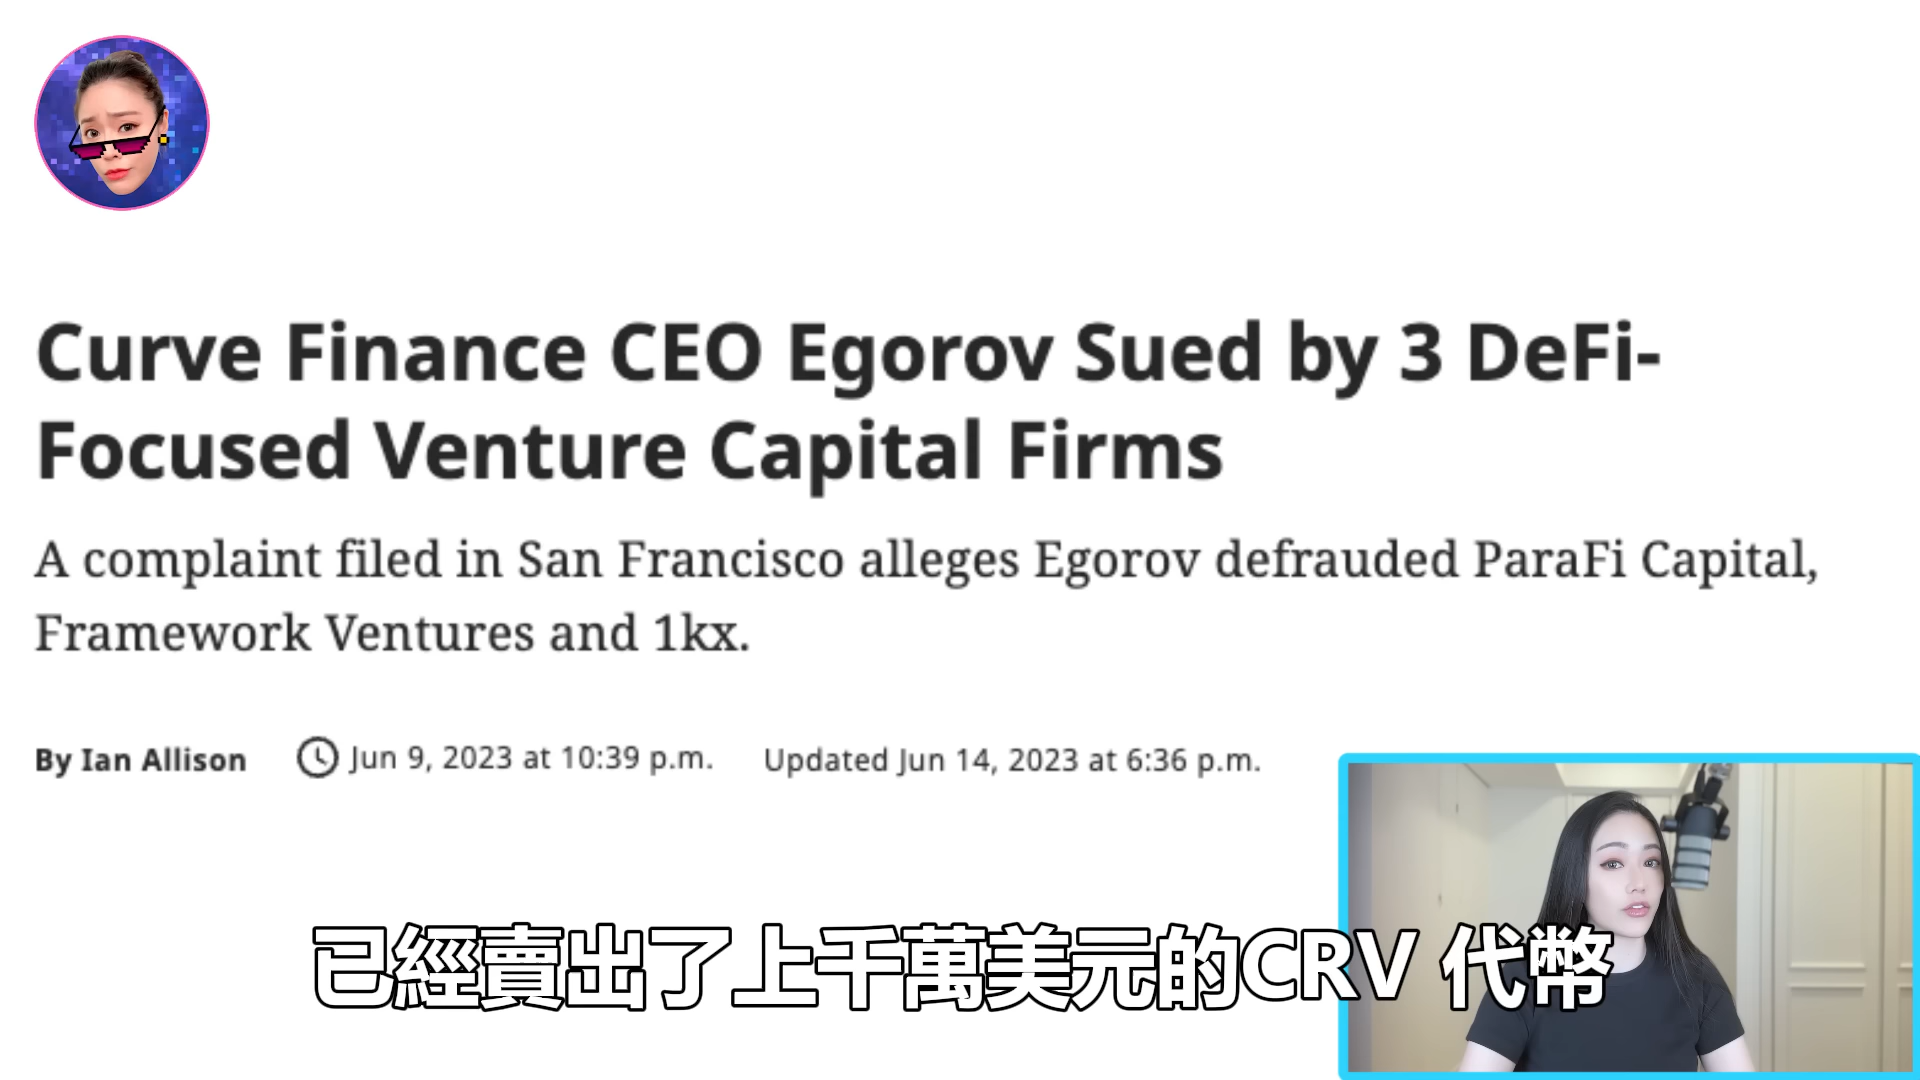 Curve Finance CEO Egorov Sued by 3 DeFi-
Focused Venture Capital Firms
A complaint filed in San Francisco alleges Egorov defrauded ParaFi Capital,
Framework Ventures and 1kx.
By Ian Allison Jun 9, 2023 at 10:39 p.m. Updated Jun 14, 2023 at 6:36 p.m.
已經賣出了上千萬美元的CRV 代幣